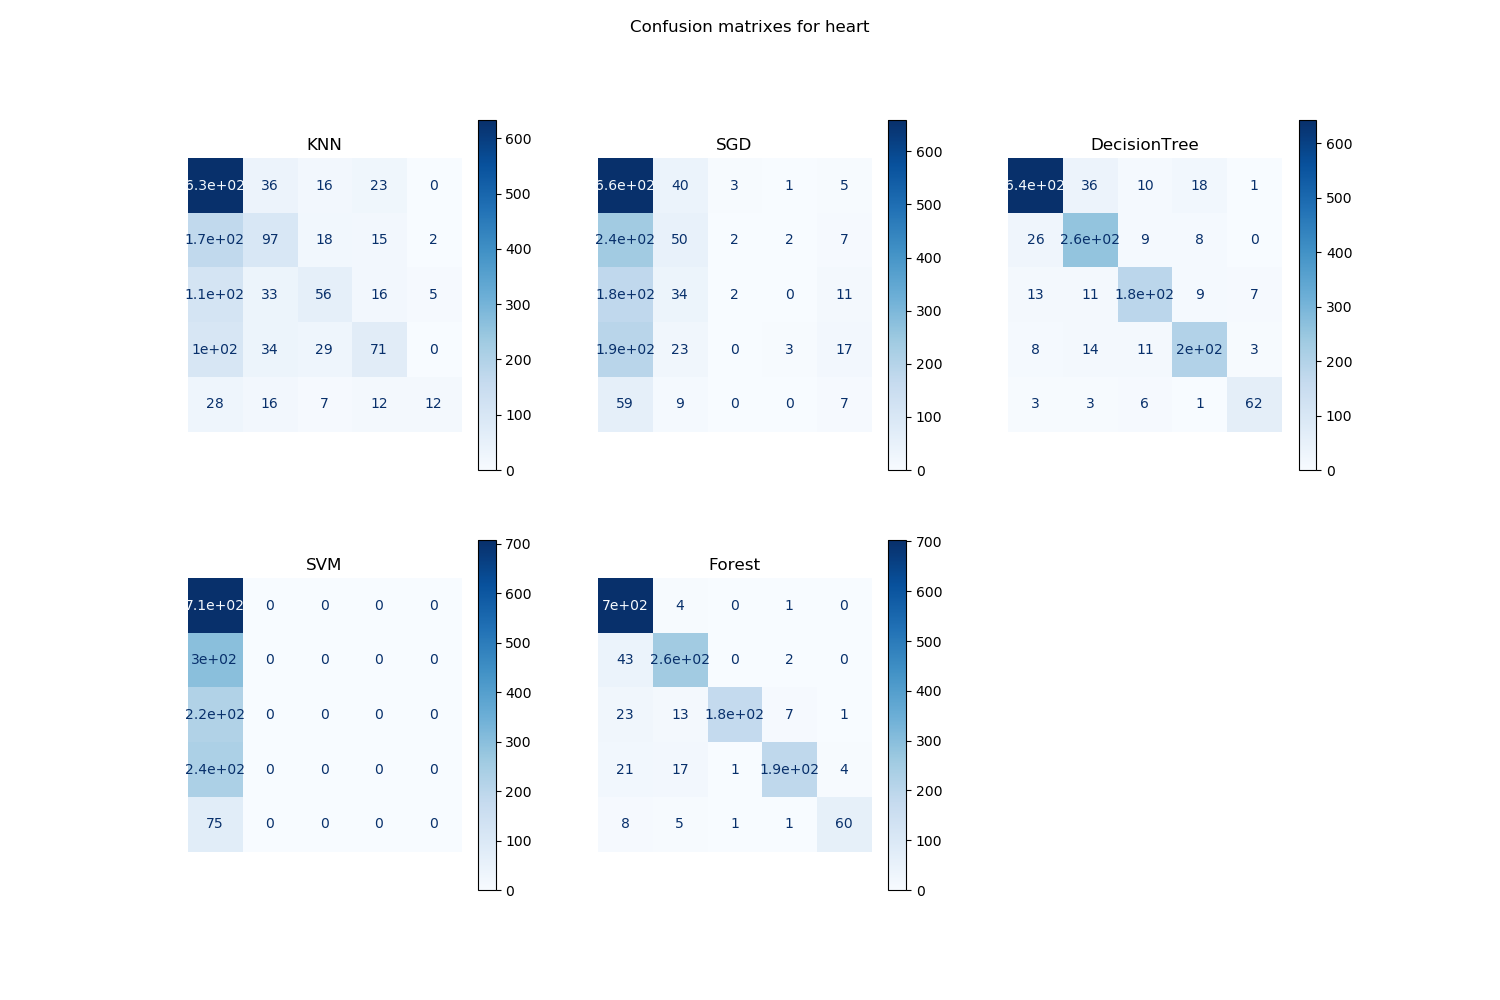 Confusion matrixes for heart
KNN
6.3e+02 36 16 23 0
1.7e+02 97 18 15 2
1.1e+02 33 56 16 5
1e+02 34 29 71 0
28 16 7 12 12
600
500
400
300
200
100
0
SGD
6.6e+02 40 3 1 5
2.4e+02 50 2 2 7
1.8e+02 34 2 0 11
1.9e+02 23 0 3 17
59 9 0 0 7
600
500
400
300
200
100
0
DecisionTree
6.4e+02 36 10 18 1
26 2.6e+02 9 8 0
13 11 1.8e+02 9 7
8 14 11 2e+02 3
3 3 6 1 62
600
500
400
300
200
100
0
SVM
7.1e+02 0 0 0 0
3e+02 0 0 0 0
2.2e+02 0 0 0 0
2.4e+02 0 0 0 0
75 0 0 0 0
700
600
500
400
300
200
100
0
Forest
7e+02 4 0 1 0
43 2.6e+02 0 2 0
23 13 1.8e+02 7 1
21 17 1 1.9e+02 4
8 5 1 1 60
700
600
500
400
300
200
100
0